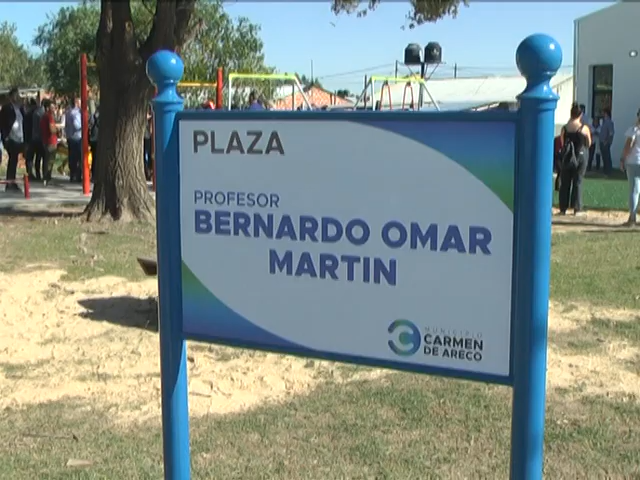 PLAZA
PROFESOR
BERNARDO OMAR
MARTIN
MUNICIPIO
CARMEN
DE ARECO